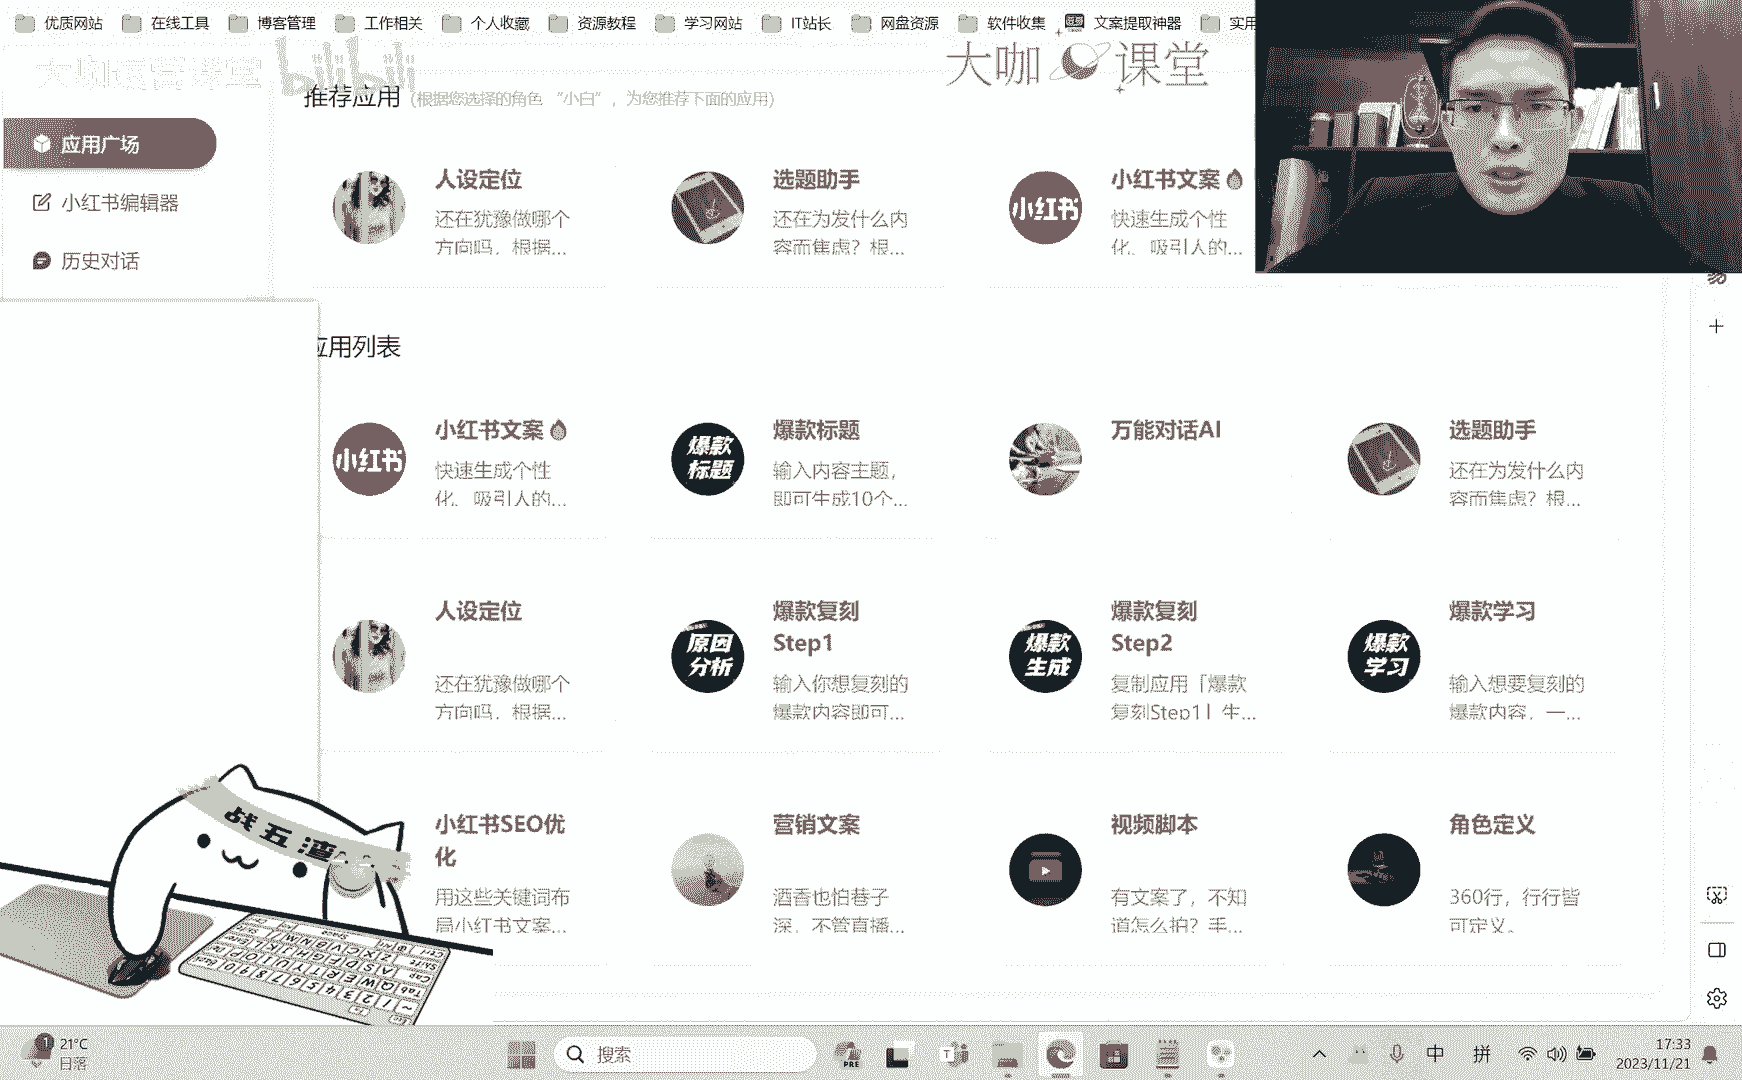 优质网站 在线工具 博客管理 工作相关 个人收藏 资源教程 学习网站 IT站长 网盘资源 软件收集 文案提取神器 实用
大咖运营课堂 bilibili
大咖课堂
推荐应用 (根据您选择的角色 “小白”，为您推荐下面的应用)
应用广场
小红书编辑器
历史对话
人设定位
还在犹豫做哪个
方向吗，根据...
选题助手
还在为发什么内
容而焦虑？根...
小红书
小红书文案
快速生成个性
化、吸引人的...
应用列表
小红书
小红书文案
快速生成个性
化、吸引人的...
爆款
标题
爆款标题
输入内容主题，
即可生成10个...
万能对话AI
选题助手
还在为发什么内
容而焦虑？根...
人设定位
还在犹豫做哪个
方向吗，根据...
原因
分析
爆款复刻
Step1
输入你想复刻的
爆款内容即可...
爆款
生成
爆款复刻
Step2
复制应用「爆款
复刻Step1」生...
爆款
学习
爆款学习
输入想要复刻的
爆款内容，一...
小红书SEO优
化
用这些关键词布
局小红书文案...
营销文案
酒香也怕巷子
深，不管直播...
视频脚本
有文案了，不知
道怎么拍？手...
角色定义
360行，行行皆
可定义。
战五渣
21°C
日落
搜索
PRE
中 拼
17:33
2023/11/21